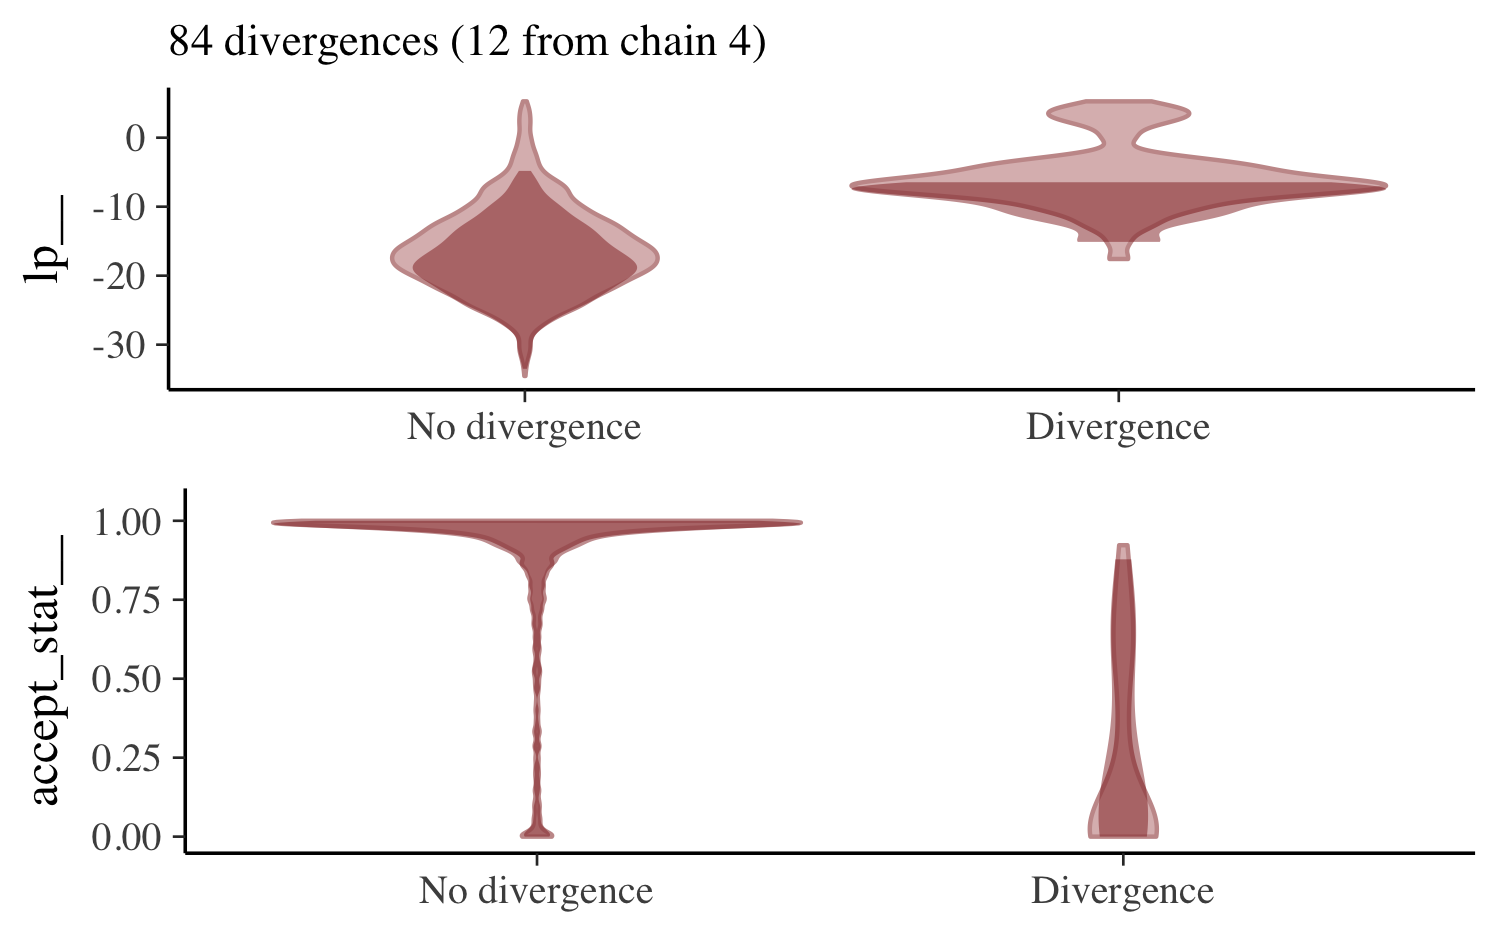 84 divergences (12 from chain 4)
lp__
0
-10
-20
-30
No divergence
Divergence
accept_stat__
1.00
0.75
0.50
0.25
0.00
No divergence
Divergence